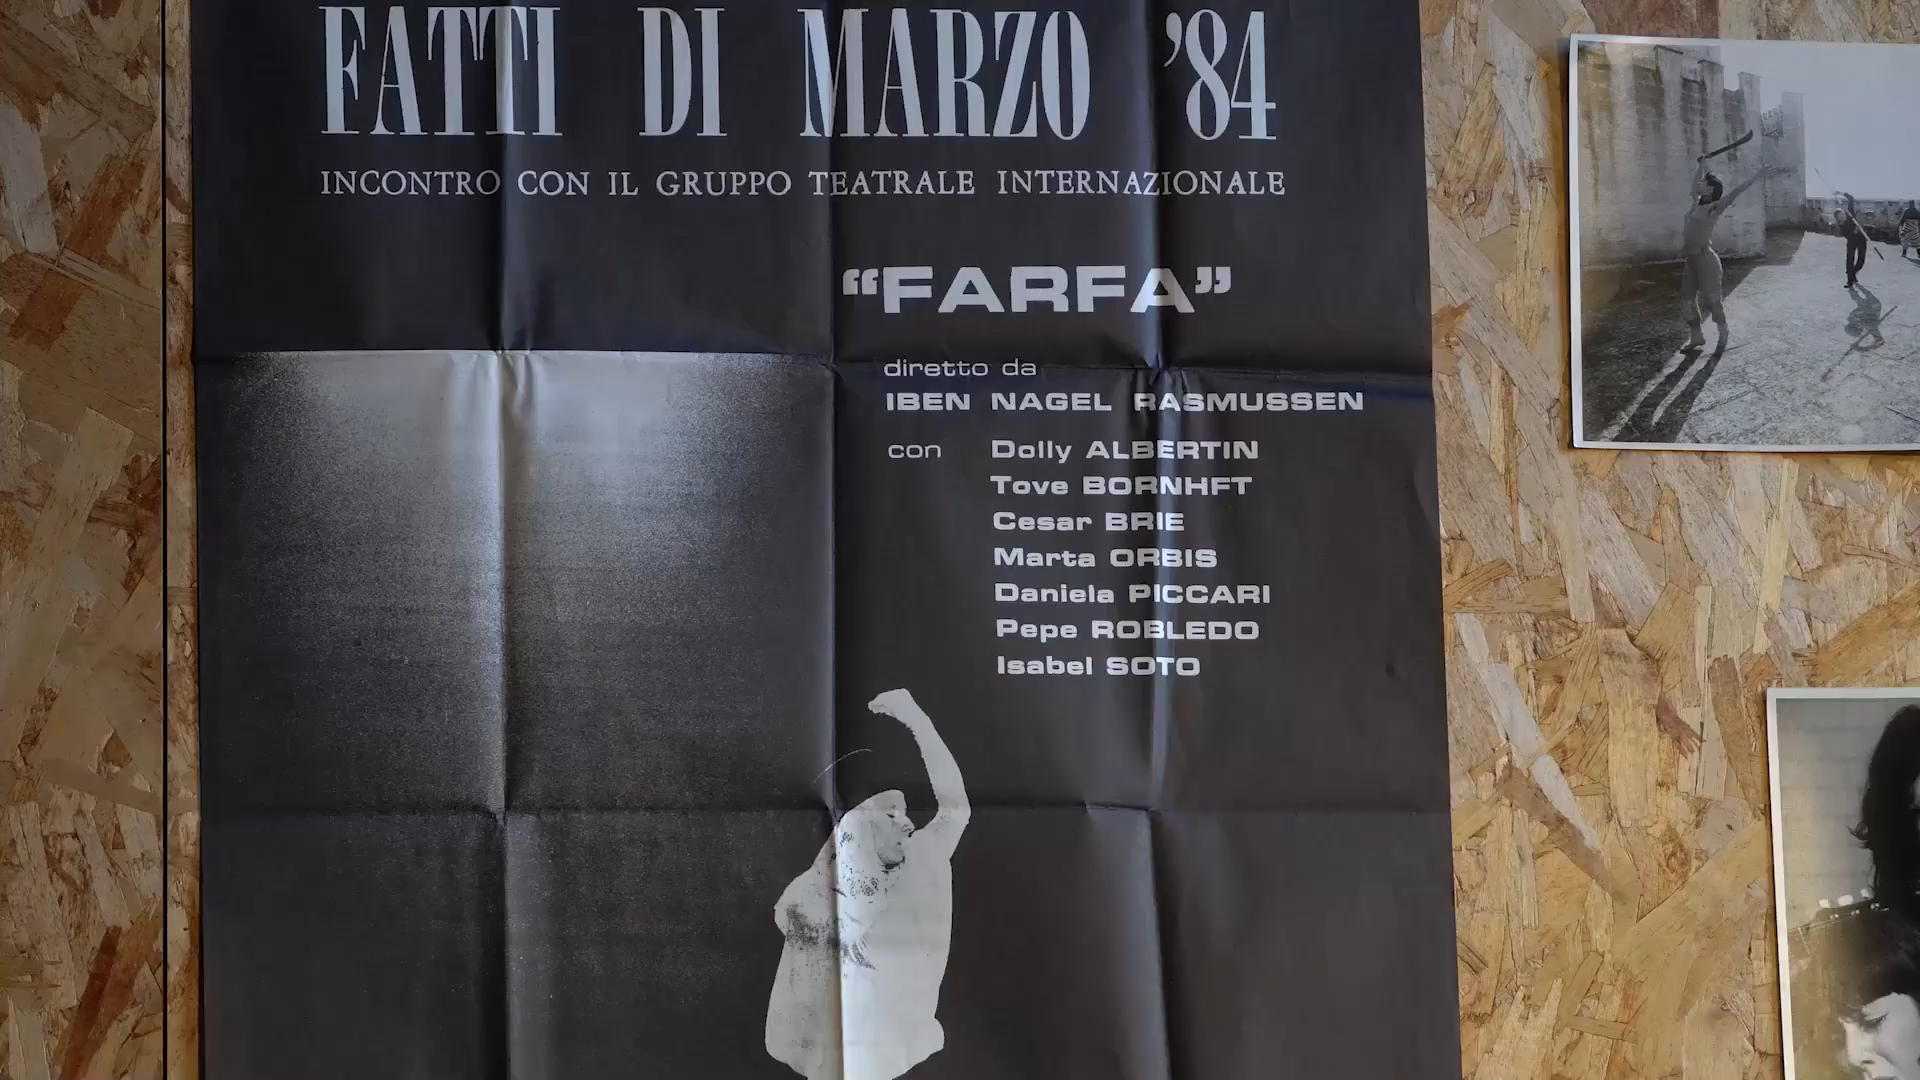 FATTI DI MARZO '84
INCONTRO CON IL GRUPPO TEATRALE INTERNAZIONALE
“FARFA”
diretto da
IBEN NAGEL RASMUSSEN
con Dolly ALBERTIN
Tove BORNHFT
Cesar BRIE
Marta ORBIS
Daniela PICCARI
Pepe ROBLEDO
Isabel SOTO